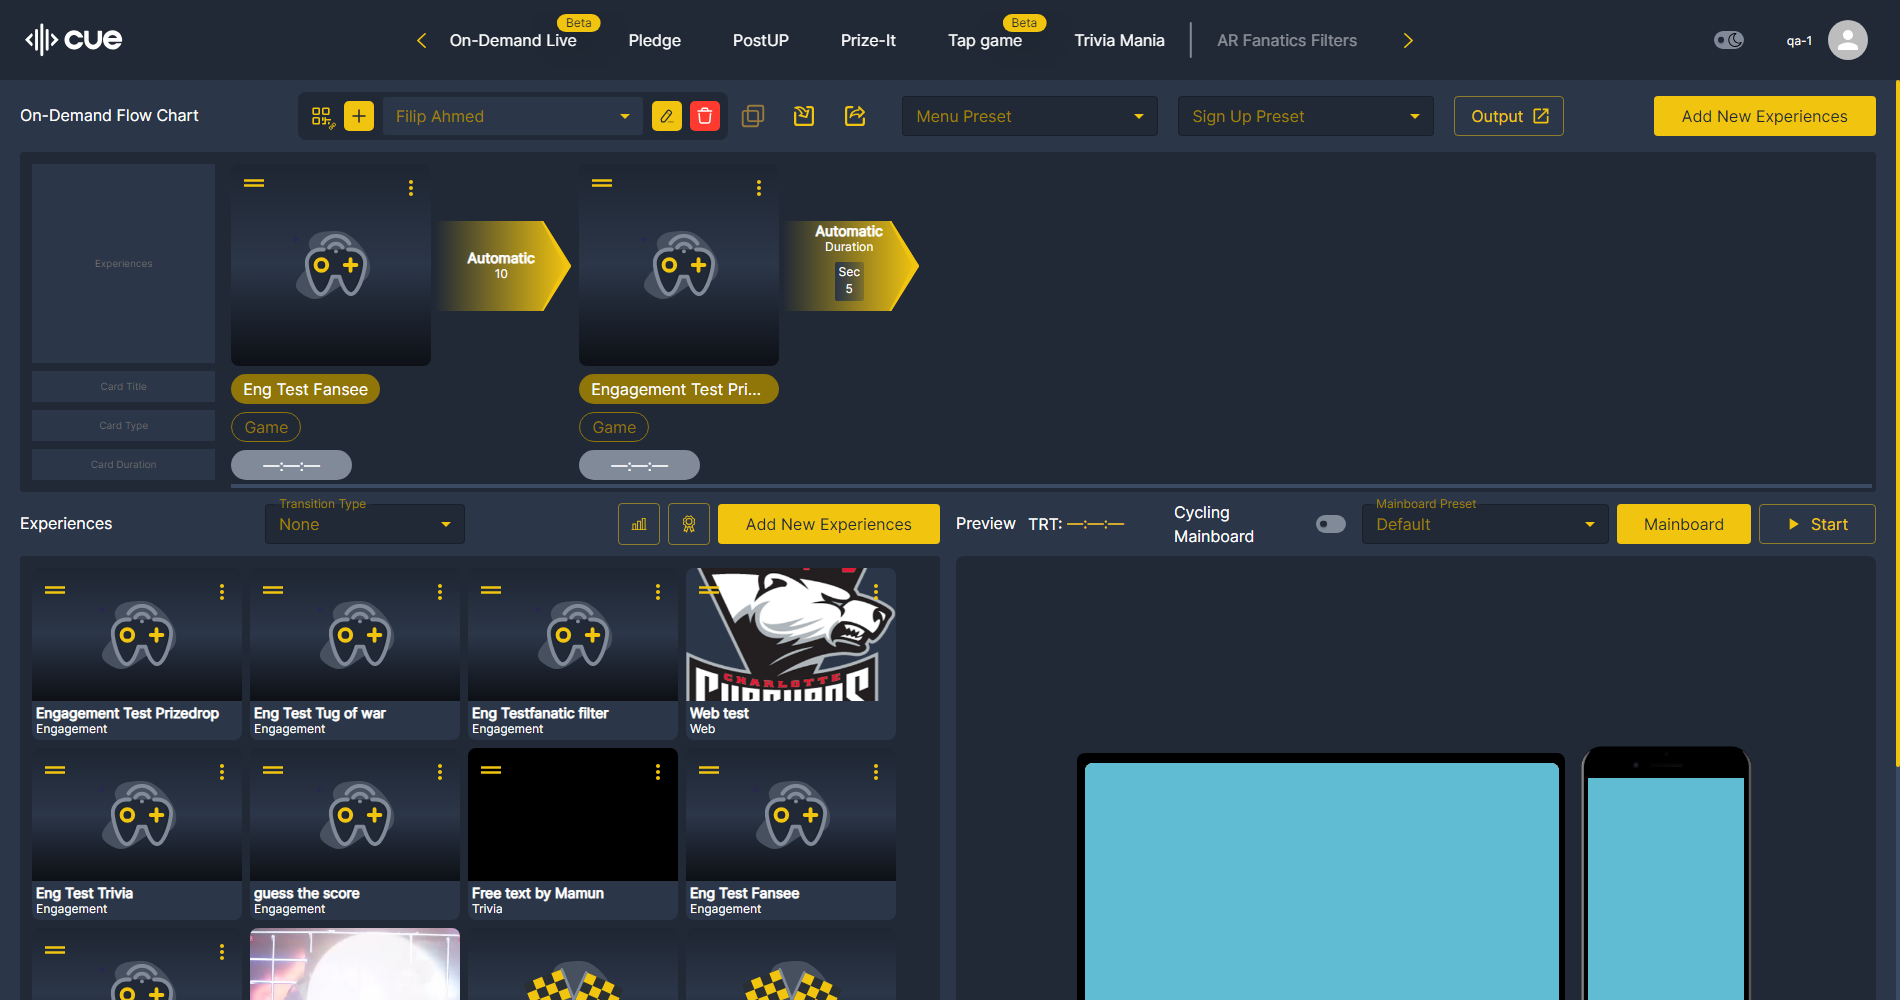 cue
On-Demand Live
Beta
Pledge
PostUP
Prize-It
Tap game
Beta
Trivia Mania
AR Fanatics Filters
qa-1
On-Demand Flow Chart
Filip Ahmed
Menu Preset
Sign Up Preset
Output
Add New Experiences
Experiences
Automatic
10
Automatic
Duration
Sec
5
Card Title
Eng Test Fansee
Engagement Test Pri...
Card Type
Game
Game
Card Duration
—:—:—
—:—:—
Experiences
Transition Type
None
Add New Experiences
Preview
TRT: —:—:—
Cycling
Mainboard
Mainboard Preset
Default
Mainboard
Start
CHARLOTTE
Engagement Test Prizedrop
Engagement
Eng Test Tug of war
Engagement
Eng Testfanatic filter
Engagement
Web test
Web
Eng Test Trivia
Engagement
guess the score
Engagement
Free text by Mamun
Trivia
Eng Test Fansee
Engagement